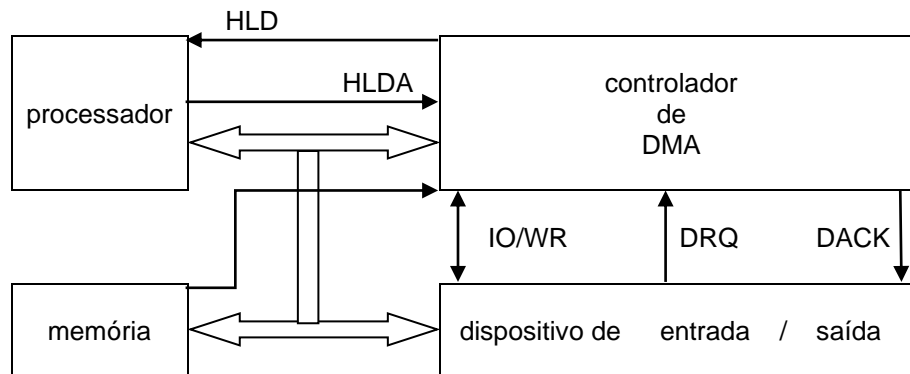 HLD
HLDA
processador
controlador
de
DMA
IO/WR
DRQ
DACK
memória
dispositivo de entrada / saída